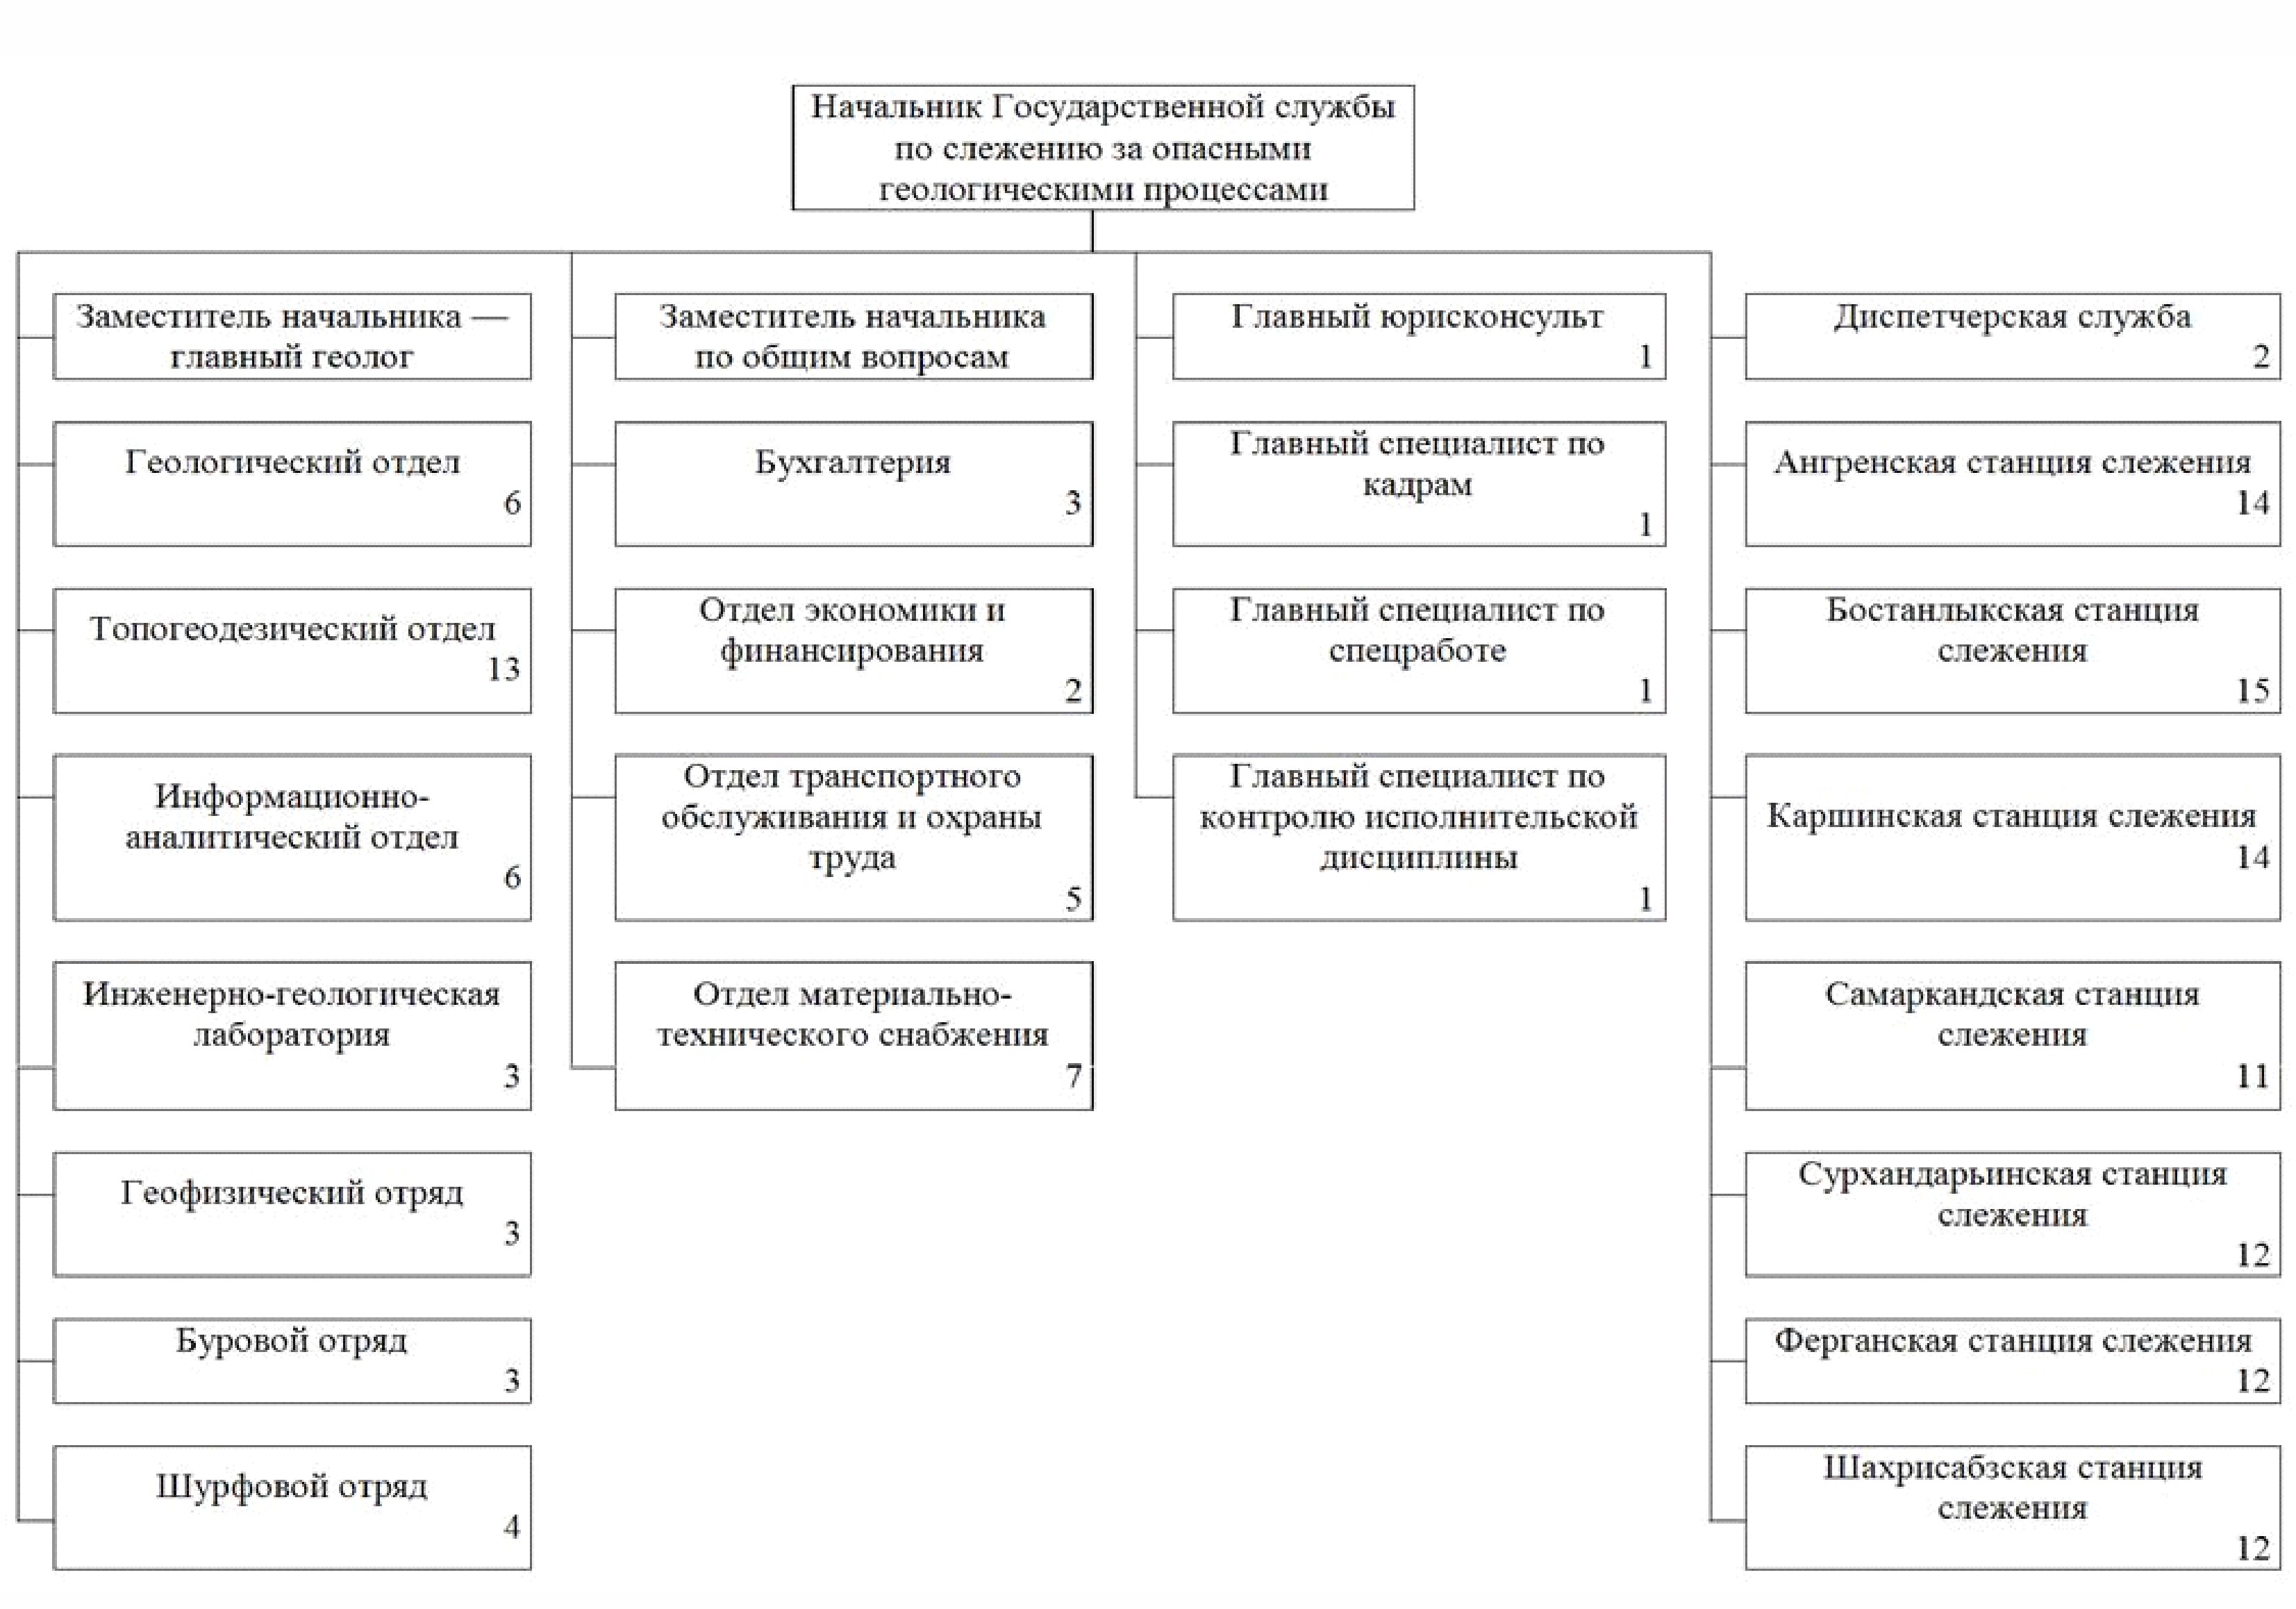 Начальник Государственной службы
по слежению за опасными
геологическими процессами
Заместитель начальника —
главный геолог
Геологический отдел
6
Топогеодезический отдел
13
Информационно-
аналитический отдел
6
Инженерно-геологическая
лаборатория
3
Геофизический отряд
3
Буровой отряд
3
Шурфовой отряд
4
Заместитель начальника
по общим вопросам
Бухгалтерия
3
Отдел экономики и
финансирования
2
Отдел транспортного
обслуживания и охраны
труда
5
Отдел материально-
технического снабжения
7
Главный юрисконсульт
1
Главный специалист по
кадрам
1
Главный специалист по
спецработе
1
Главный специалист по
контролю исполнительской
дисциплины
1
Диспетчерская служба
2
Ангренская станция слежения
14
Бостанлыкская станция
слежения
15
Каршинская станция слежения
14
Самаркандская станция
слежения
11
Сурхандарьинская станция
слежения
12
Ферганская станция слежения
12
Шахрисабзская станция
слежения
12